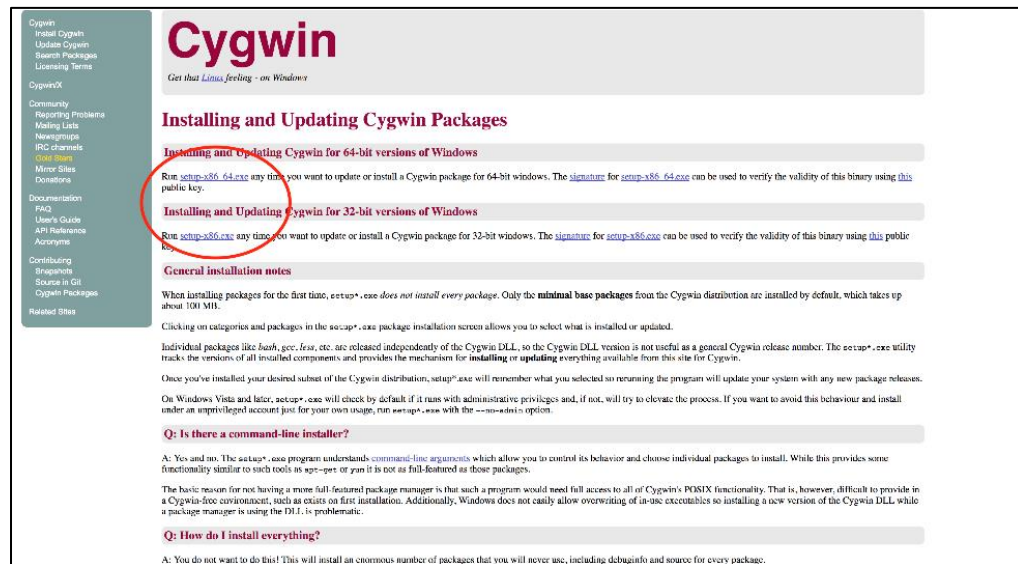 Cygwin
Install Cygwin
Update Cygwin
Search Packages
Licensing Terms
Cygwin/X
Community
Reporting Problems
Mailing Lists
Newsgroups
IRC channels
Gold Stars
Mirror Sites
Donations
Documentation
FAQ
User's Guide
API Reference
Acronyms
Contributing
Snapshots
Source in Git
Cygwin Packages
Related Sites
Cygwin
Get that Linux feeling - on Windows
Installing and Updating Cygwin Packages
Installing and Updating Cygwin for 64-bit versions of Windows
Run setup-x86_64.exe any time you want to update or install a Cygwin package for 64-bit windows. The signature for setup-x86_64.exe can be used to verify the validity of this binary using this
public key.
Installing and Updating Cygwin for 32-bit versions of Windows
Run setup-x86.exe any time you want to update or install a Cygwin package for 32-bit windows. The signature for setup-x86.exe can be used to verify the validity of this binary using this public
key.
General installation notes
When installing packages for the first time, setup*.exe does not install every package. Only the minimal base packages from the Cygwin distribution are installed by default, which takes up
about 100 MB.
Clicking on categories and packages in the setup*.exe package installation screen allows you to select what is installed or updated.
Individual packages like bash, gcc, less, etc. are released independently of the Cygwin DLL, so the Cygwin DLL version is not useful as a general Cygwin release number. The setup*.exe utility
tracks the versions of all installed components and provides the mechanism for installing or updating everything available from this site for Cygwin.
Once you've installed your desired subset of the Cygwin distribution, setup*.exe will remember what you selected so rerunning the program will update your system with any new package releases.
On Windows Vista and later, setup*.exe will check by default if it runs with administrative privileges and, if not, will try to elevate the process. If you want to avoid this behaviour and install
under an unprivileged account just for your own usage, run setup*.exe with the --no-admin option.
Q: Is there a command-line installer?
A: Yes and no. The setup*.exe program understands command-line arguments which allow you to control its behavior and choose individual packages to install. While this provides some
functionality similar to such tools as apt-get or yum it is not as full-featured as those packages.
The basic reason for not having a more full-featured package manager is that such a program would need full access to all of Cygwin's POSIX functionality. That is, however, difficult to provide in
a Cygwin-free environment, such as exists on first installation. Additionally, Windows does not easily allow overwriting of in-use executables so installing a new version of the Cygwin DLL while
a package manager is using the DLL is problematic.
Q: How do I install everything?
A: You do not want to do this! This will install an enormous number of packages that you will never use, including debuginfo and source for every package.